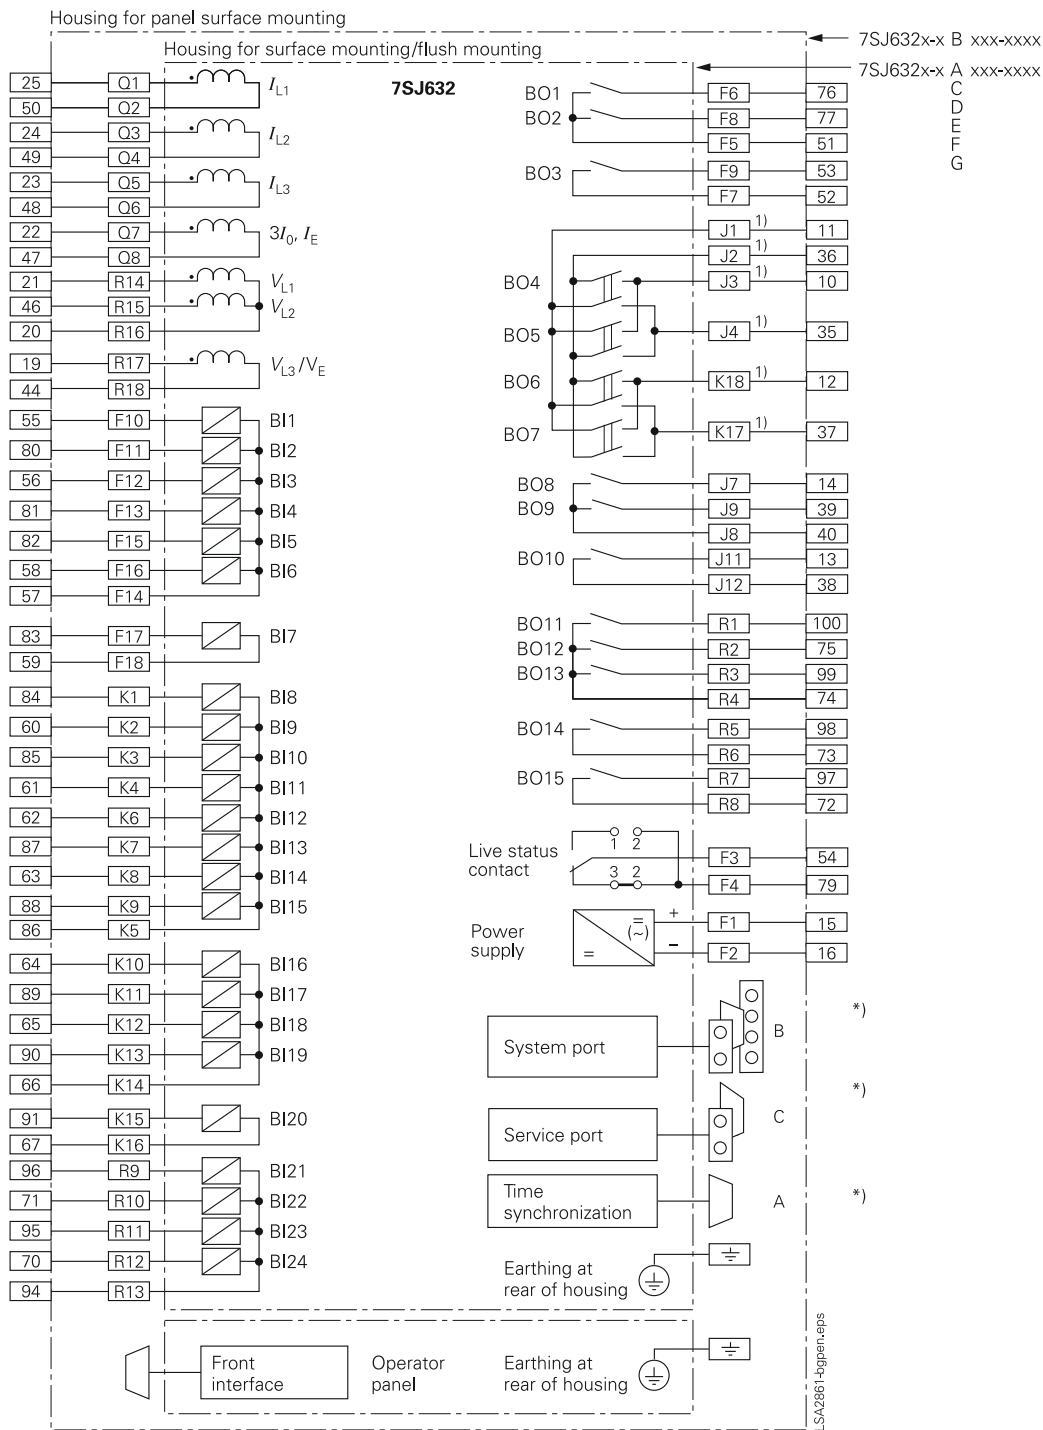 Housing for panel surface mounting
7SJ632x-x B xxx-xxxx
Housing for surface mounting/flush mounting
7SJ632x-x A xxx-xxxx
C
D
E
F
G
7SJ632
25 Q1 I L1
50 Q2
24 Q3 I L2
49 Q4
23 Q5 I L3
48 Q6
22 Q7 3I0, IE
47 Q8
21 R14 VL1
46 R15 VL2
20 R16
19 R17 VL3/VE
44 R18
55 F10 BI1
80 F11 BI2
56 F12 BI3
81 F13 BI4
82 F15 BI5
58 F16 BI6
57 F14
83 F17 BI7
59 F18
84 K1 BI8
60 K2 BI9
85 K3 BI10
61 K4 BI11
62 K6 BI12
87 K7 BI13
63 K8 BI14
88 K9 BI15
86 K5
64 K10 BI16
89 K11 BI17
65 K12 BI18
90 K13 BI19
66 K14
91 K15 BI20
67 K16
96 R9 BI21
71 R10 BI22
95 R11 BI23
70 R12 BI24
94 R13
BO1 F6 76
BO2 F8 77
F5 51
BO3 F9 53
F7 52
J1 1) 11
J2 1) 36
BO4 J3 1) 10
BO5 J4 1) 35
BO6 K18 1) 12
BO7 K17 1) 37
BO8 J7 14
BO9 J9 39
J8 40
BO10 J11 13
J12 38
BO11 R1 100
BO12 R2 75
BO13 R3 99
R4 74
BO14 R5 98
R6 73
BO15 R7 97
R8 72
Live status
contact
1 2
3 2
F3 54
F4 79
Power
supply
= (~)
=
+ F1 15
− F2 16
System port B *)
Service port C *)
Time
synchronization A *)
Earthing at
rear of housing
Front
interface
Operator
panel
Earthing at
rear of housing
LSA2861-bgpen.eps